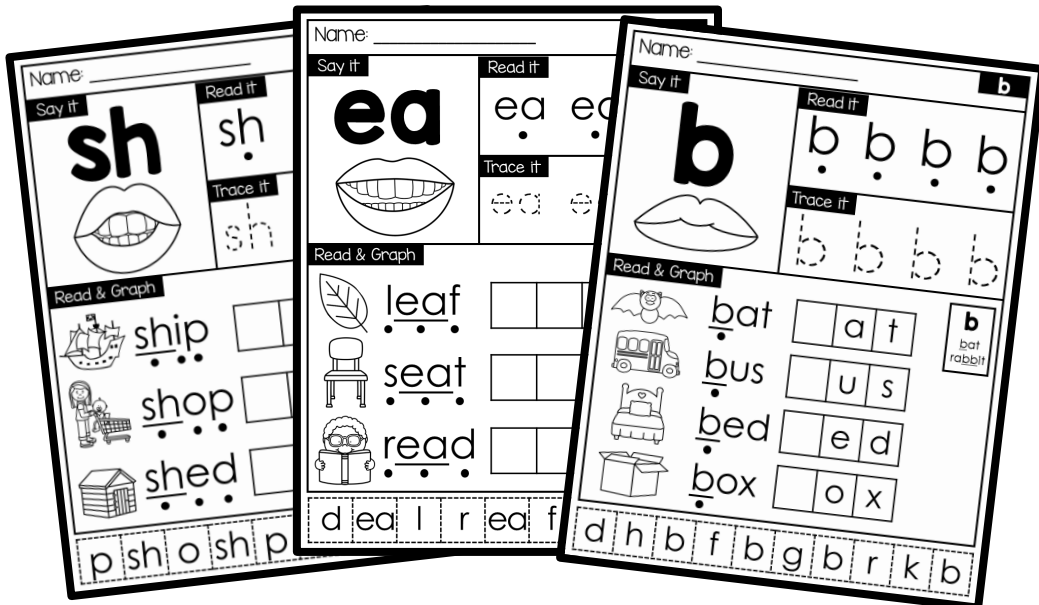 Name:
Say it
Read it
sh
sh
Trace it
sh
Read & Graph
ship
shop
shed
p sh o sh p
Name:
Say it
Read it
ea
ea ea
Trace it
ea e
Read & Graph
leaf
seat
read
d ea l r ea f
Name:
b
Say it
Read it
b
b b b b
Trace it
b b b b
Read & Graph
bat a t
b
bat
rabbit
bus u s
bed e d
box o x
d h b f b g b r k b